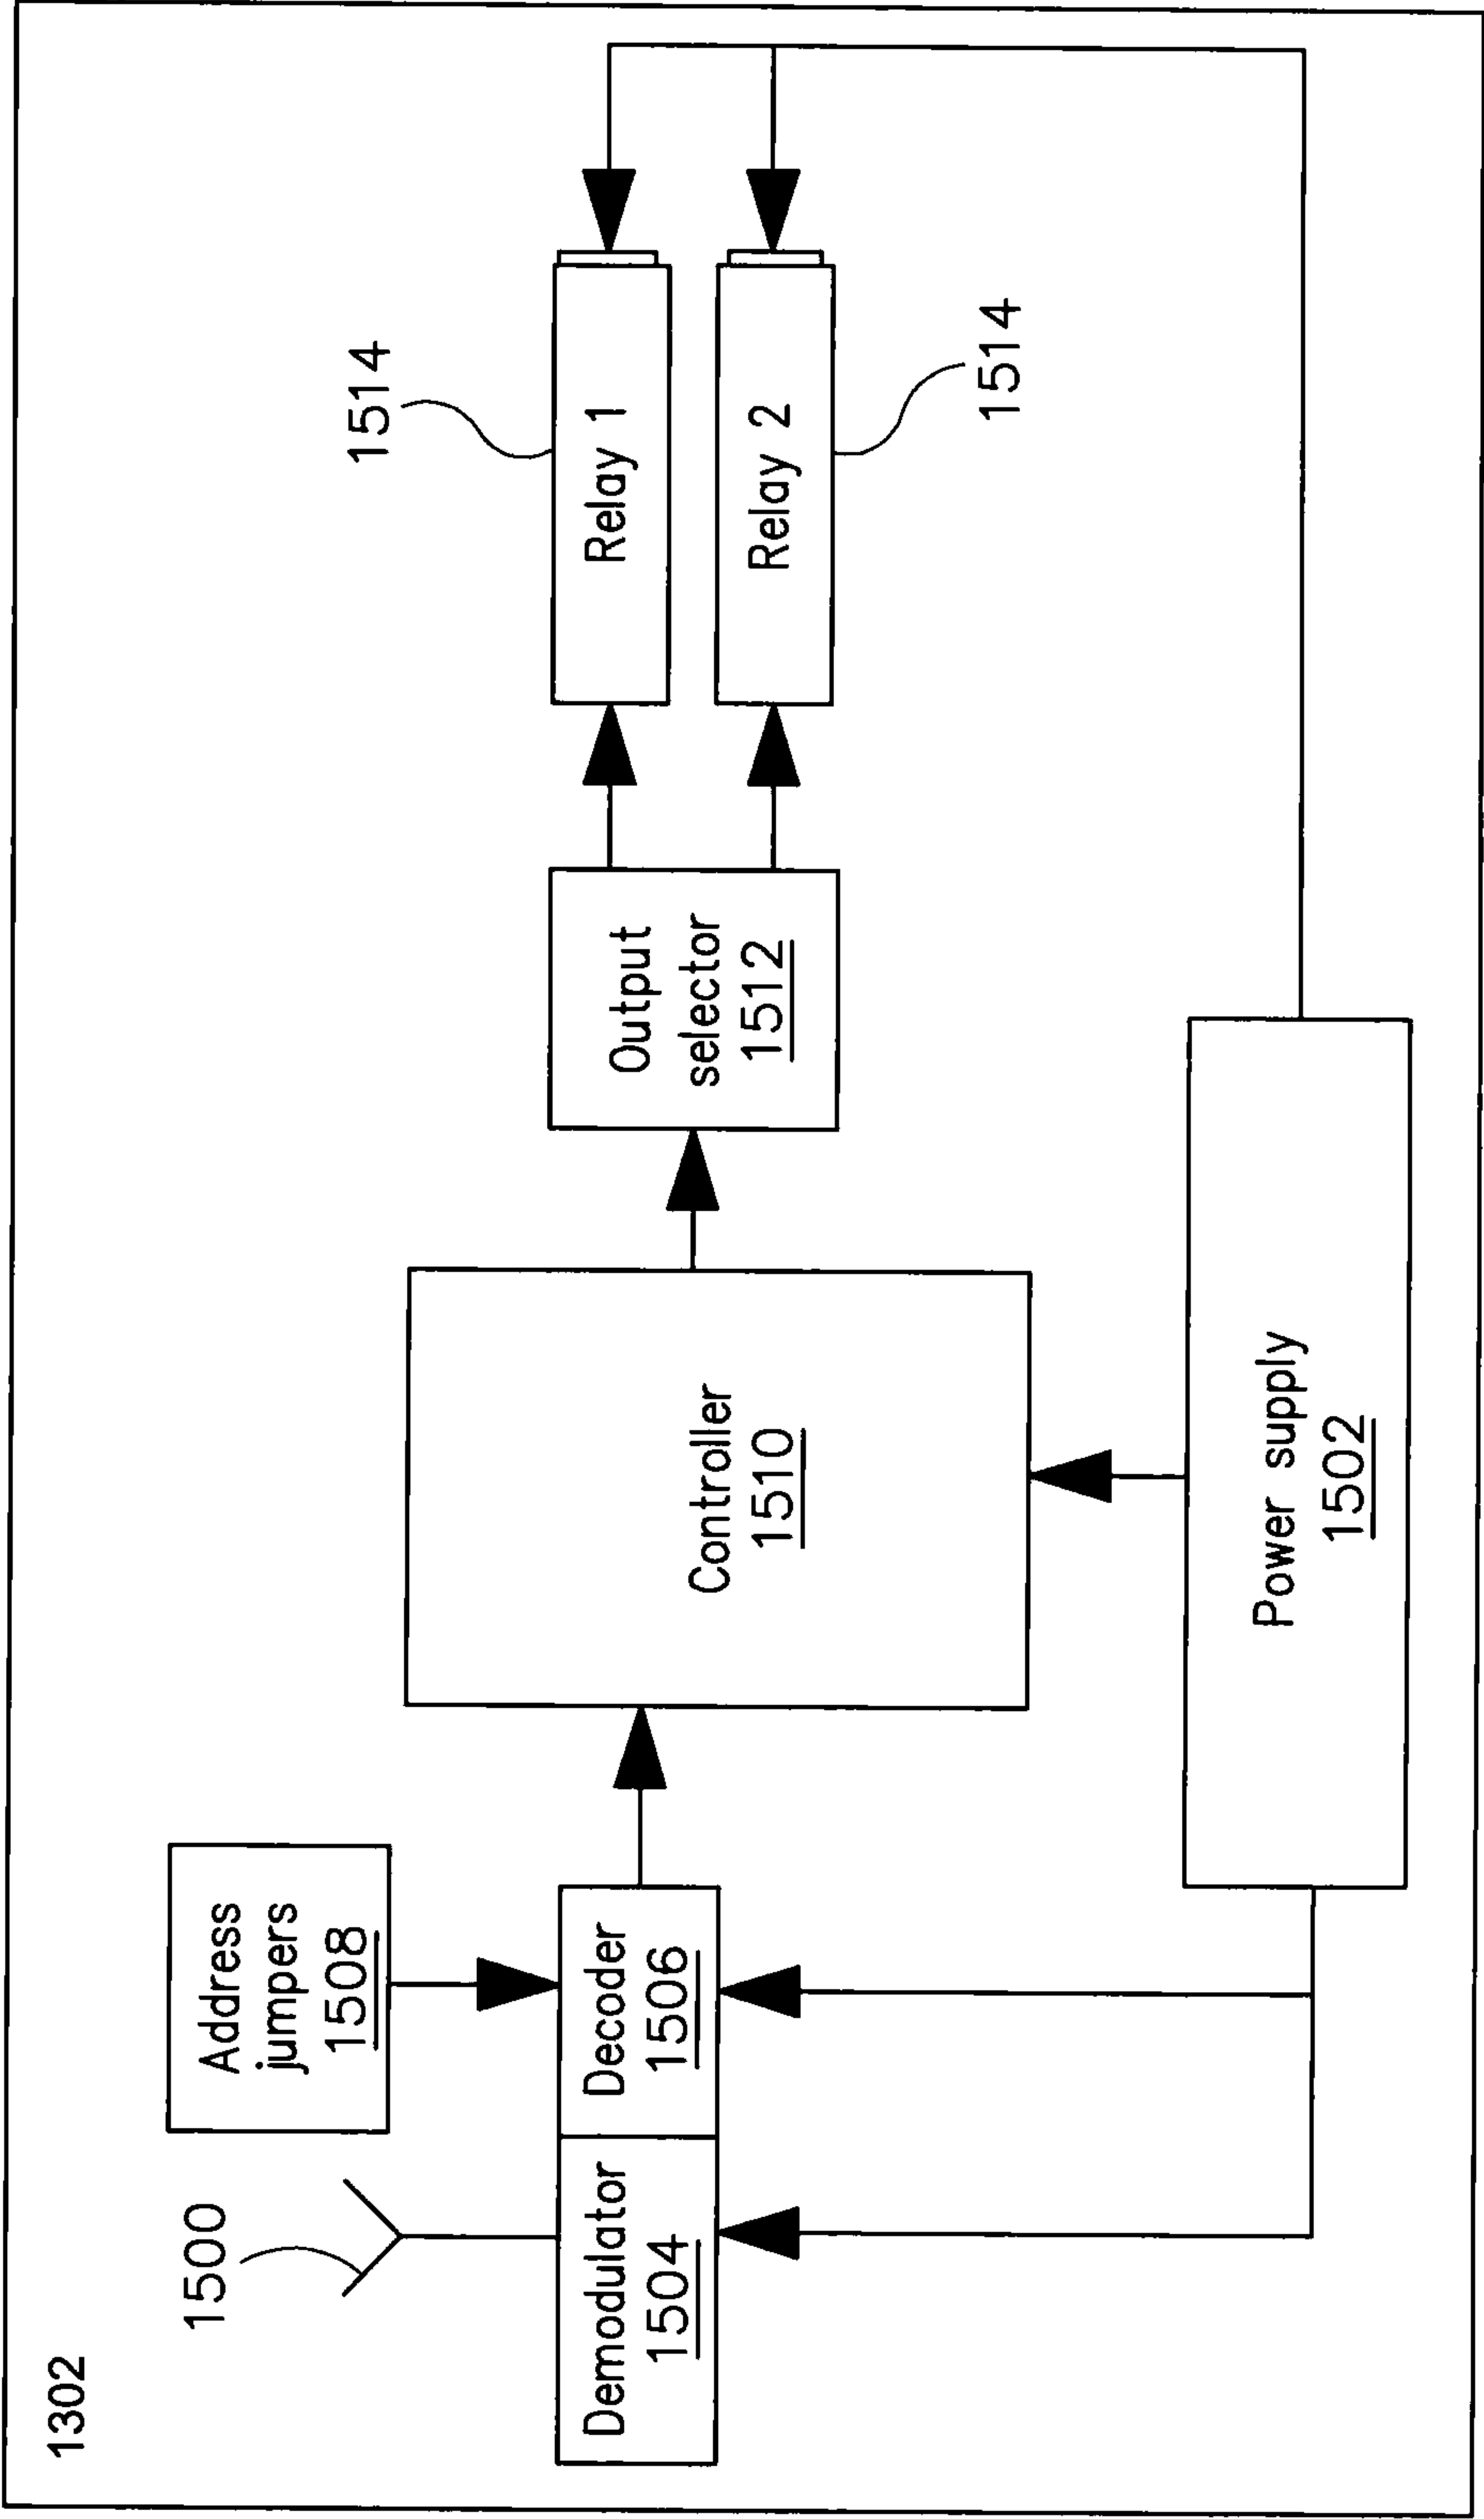 1302
1500
Address
jumpers
1508
Demodulator
1504
Decoder
1506
Controller
1510
Output
selector
1512
1514
Relay 1
Relay 2
1514
Power supply
1502